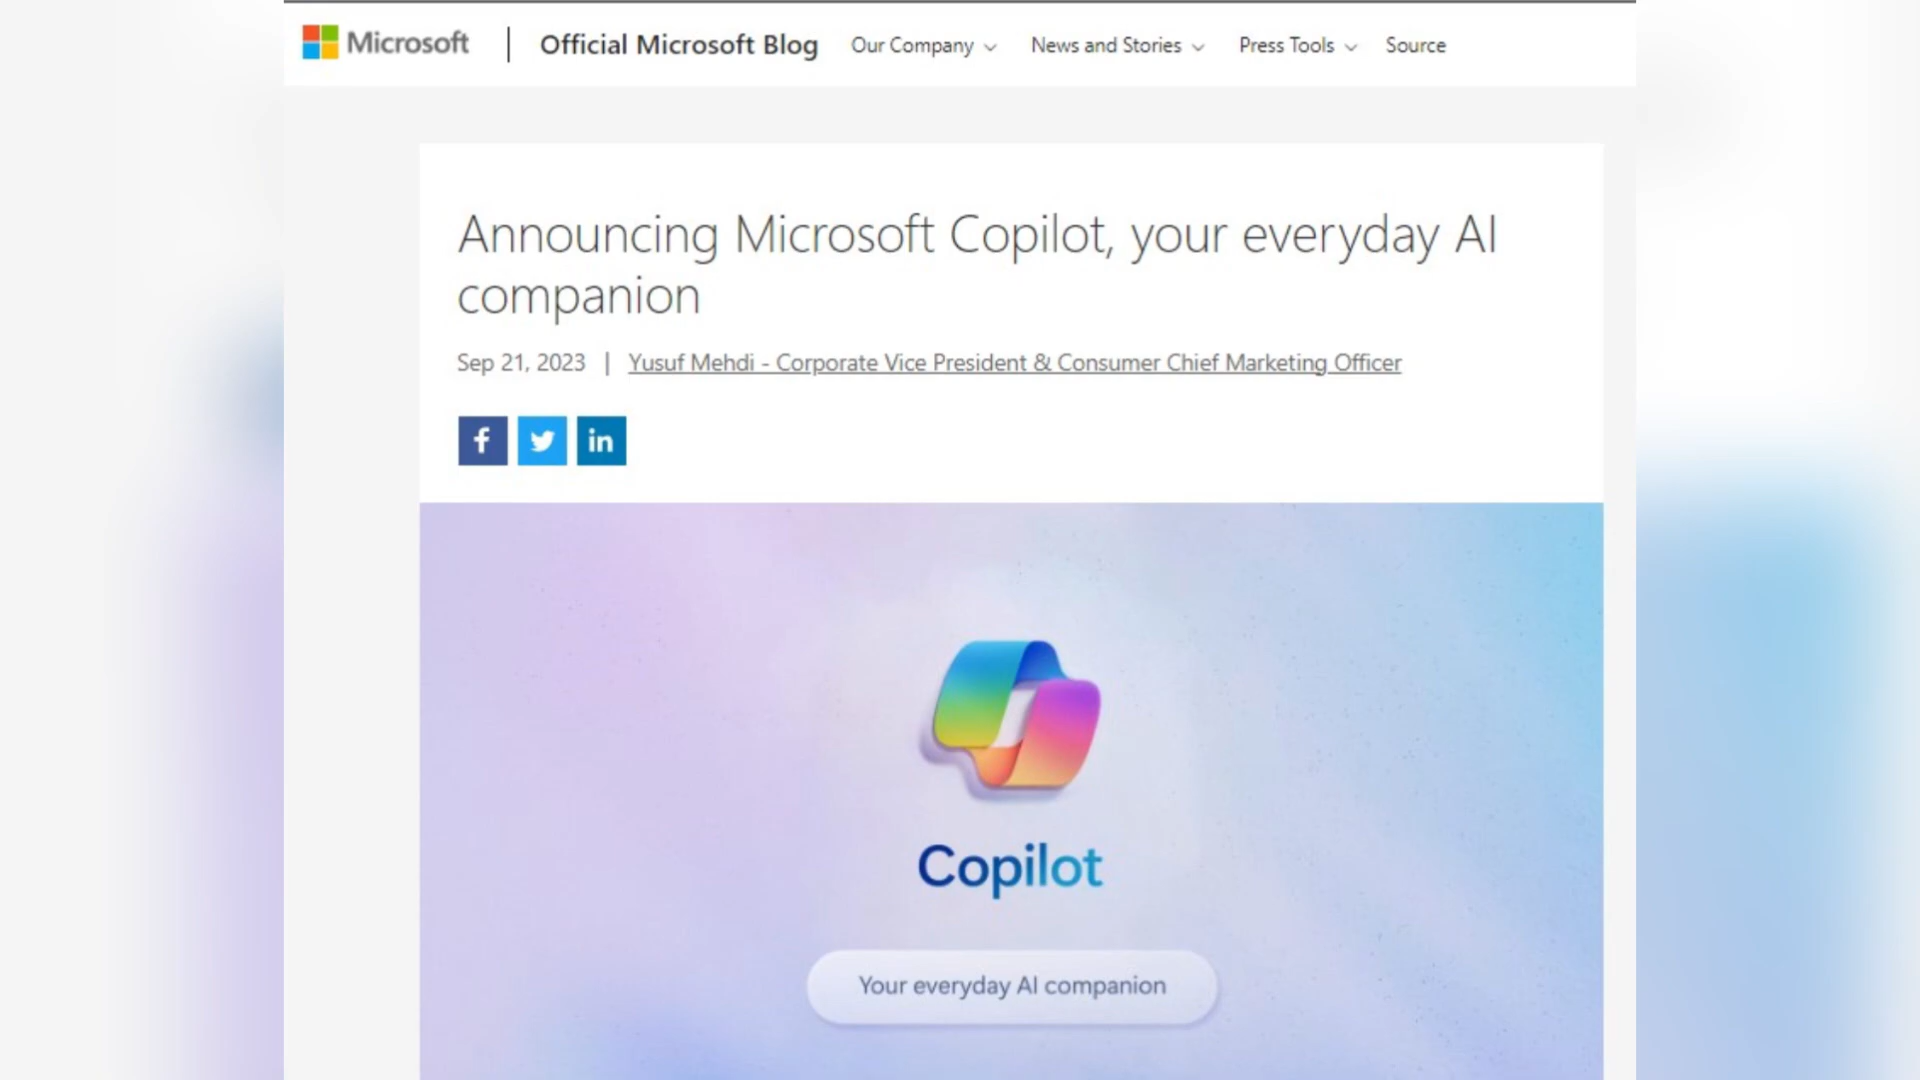 Microsoft
Official Microsoft Blog
Our Company
News and Stories
Press Tools
Source
Announcing Microsoft Copilot, your everyday AI
companion
Sep 21, 2023 | Yusuf Mehdi - Corporate Vice President & Consumer Chief Marketing Officer
f
in
Copilot
Your everyday AI companion